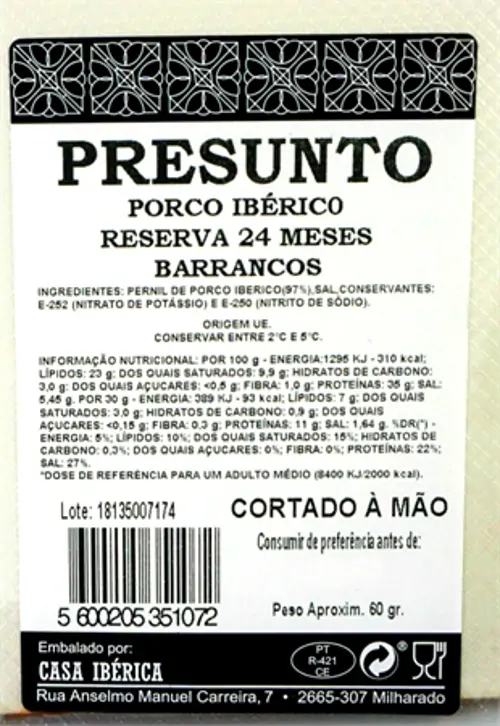 PRESUNTO
PORCO IBÉRICO
RESERVA 24 MESES
BARRANCOS
INGREDIENTES: PERNIL DE PORCO IBERICO(97%),SAL,CONSERVANTES:
E-252 (NITRATO DE POTÁSSIO) E E-250 (NITRITO DE SÓDIO).
ORIGEM UE.
CONSERVAR ENTRE 2°C E 5°C.
INFORMAÇÃO NUTRICIONAL: POR 100 g - ENERGIA:1295 KJ - 310 kcal;
LÍPIDOS: 23 g; DOS QUAIS SATURADOS: 9,9 g; HIDRATOS DE CARBONO:
3,0 g; DOS QUAIS AÇUCARES: <0,5 g; FIBRA: 1,0 g; PROTEÍNAS: 35 g; SAL:
5,45 g. POR 30 g - ENERGIA: 389 KJ - 93 kcal; LÍPIDOS: 7 g; DOS QUAIS
SATURADOS: 3,0 g; HIDRATOS DE CARBONO: 0,9 g; DOS QUAIS
AÇUCARES: <0,15 g; FIBRA: 0,3 g; PROTEÍNAS: 11 g; SAL: 1,64 g. %DR(*) -
ENERGIA: 5%; LÍPIDOS: 10%; DOS QUAIS SATURADOS: 15%; HIDRATOS DE
CARBONO: 0,3%; DOS QUAIS AÇUCARES: 0%; FIBRA: 0%; PROTEÍNAS: 22%;
SAL: 27%.
*DOSE DE REFERÊNCIA PARA UM ADULTO MÉDIO (8400 KJ/2000 kcal).
Lote: 18135007174
CORTADO À MÃO
Consumir de preferência antes de:
5 600205 351072
Peso Aproxim. 60 gr.
Embalado por:
CASA IBÉRICA
PT
R-421
CE
®
Rua Anselmo Manuel Carreira, 7 • 2665-307 Milharado